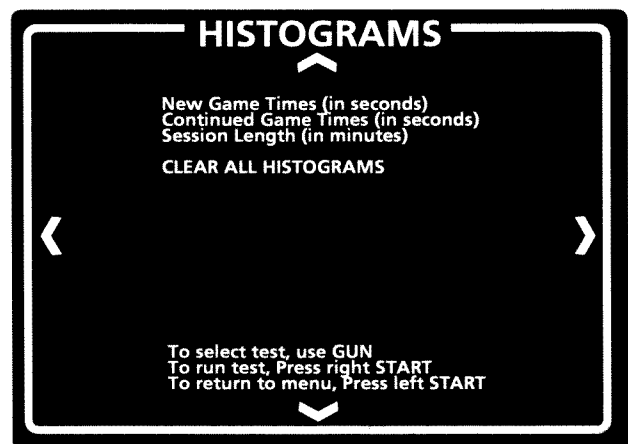 HISTOGRAMS
New Game Times (in seconds)
Continued Game Times (in seconds)
Session Length (in minutes)
CLEAR ALL HISTOGRAMS
To select test, use GUN
To run test, Press right START
To return to menu, Press left START